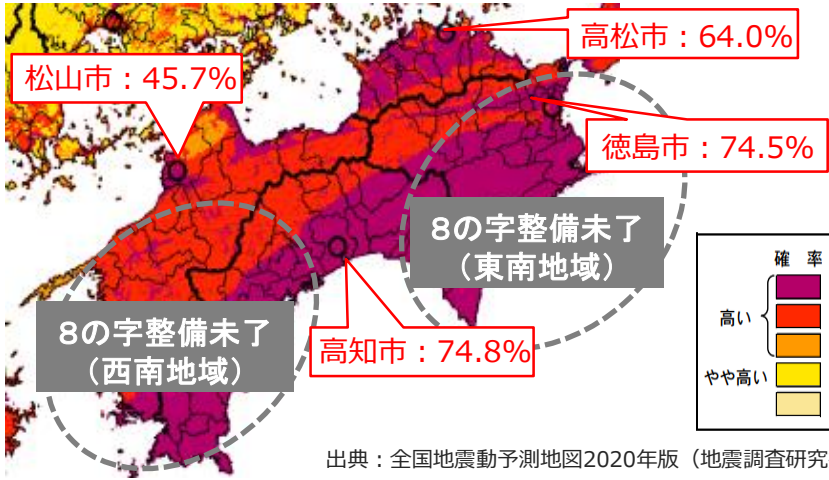 高松市：64.0%
松山市：45.7%
徳島市：74.5%
8の字整備未了
（東南地域）
確 率
高い
やや高い
8の字整備未了
（西南地域）
高知市：74.8%
出典：全国地震動予測地図2020年版（地震調査研究